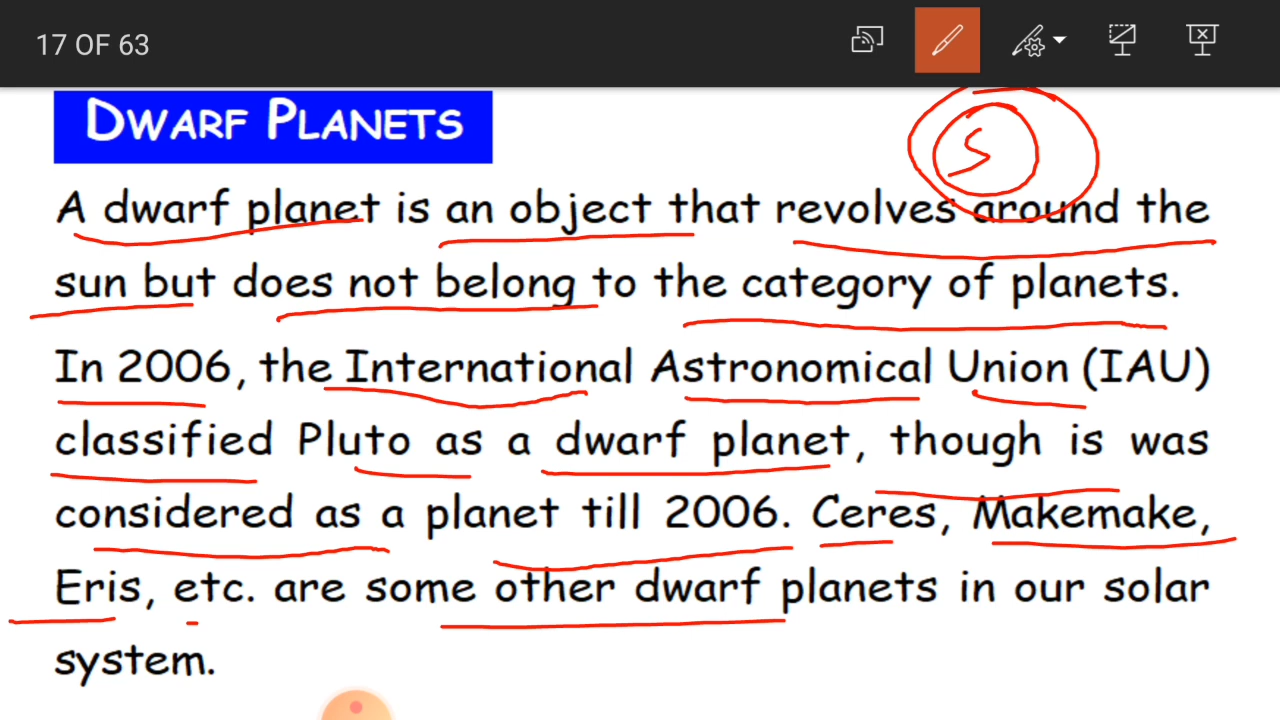 17 OF 63
DWARF PLANETS
S
A dwarf planet is an object that revolves around the
sun but does not belong to the category of planets.
In 2006, the International Astronomical Union (IAU)
classified Pluto as a dwarf planet, though is was
considered as a planet till 2006. Ceres, Makemake,
Eris, etc. are some other dwarf planets in our solar
system.